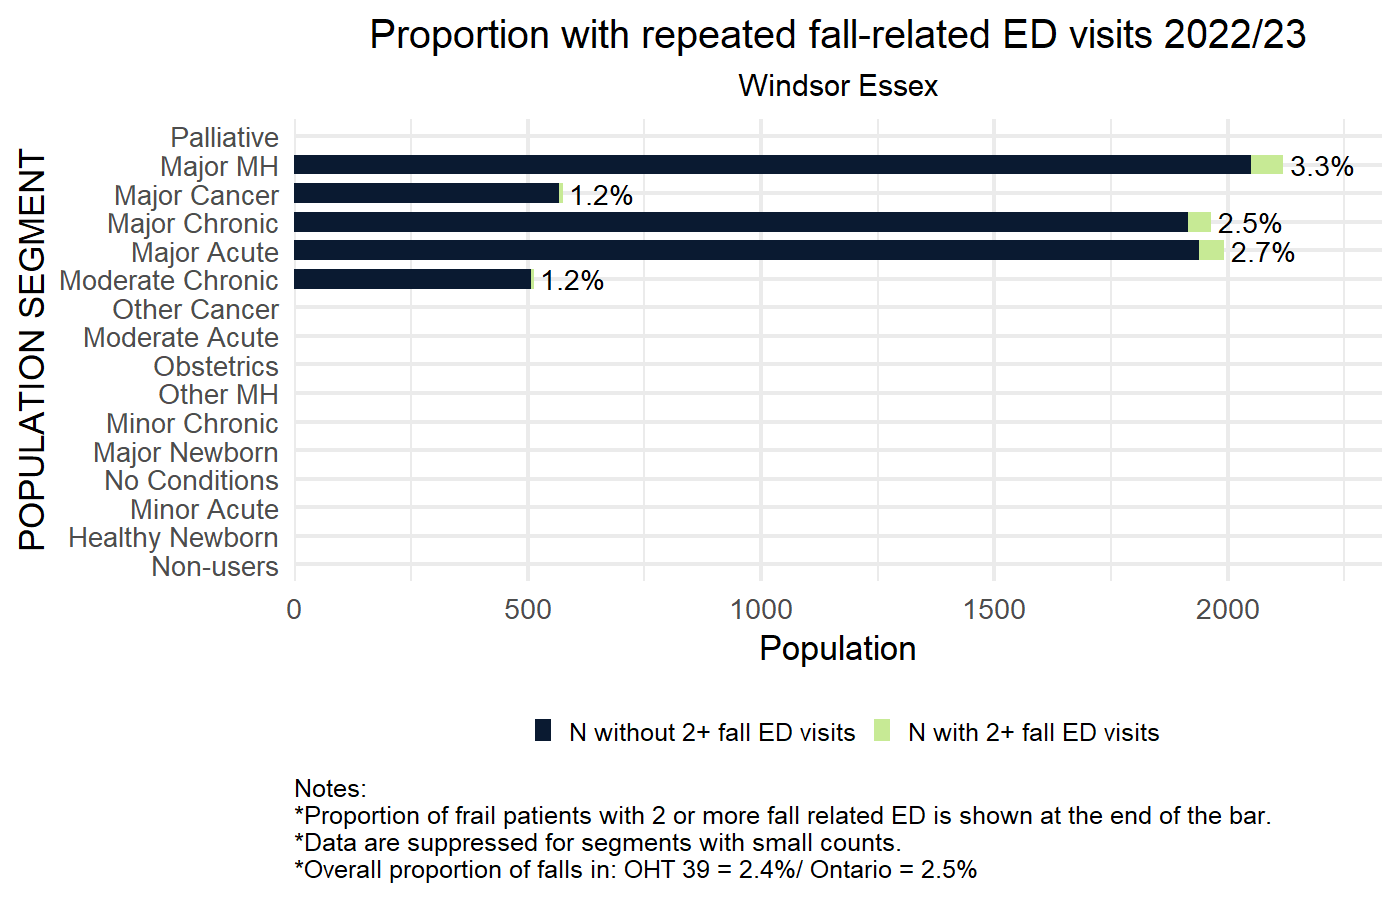 Proportion with repeated fall-related ED visits 2022/23
Windsor Essex
POPULATION SEGMENT
Palliative
Major MH 3.3%
Major Cancer 1.2%
Major Chronic 2.5%
Major Acute 2.7%
Moderate Chronic 1.2%
Other Cancer
Moderate Acute
Obstetrics
Other MH
Minor Chronic
Major Newborn
No Conditions
Minor Acute
Healthy Newborn
Non-users
0 500 1000 1500 2000
Population
N without 2+ fall ED visits N with 2+ fall ED visits
Notes:
*Proportion of frail patients with 2 or more fall related ED is shown at the end of the bar.
*Data are suppressed for segments with small counts.
*Overall proportion of falls in: OHT 39 = 2.4%/ Ontario = 2.5%